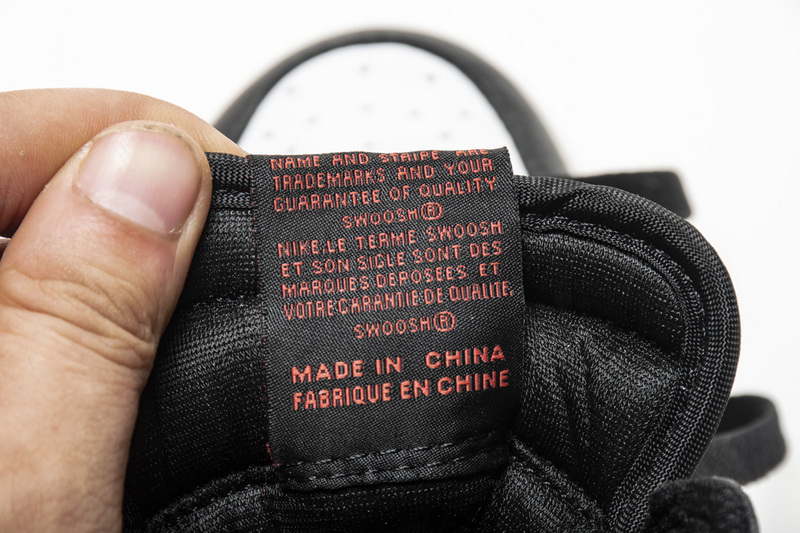 NAME AND STRIPE ARE
TRADEMARKS AND YOUR
GUARANTEE OF QUALITY
SWOOSH®
NIKE:LE TERME SWOOSH
ET SON SIGLE SONT DES
MARQUES DEPOSEES ET
VOTRE GARANTIE DE QUALITE.
SWOOSH®
MADE IN CHINA
FABRIQUE EN CHINE